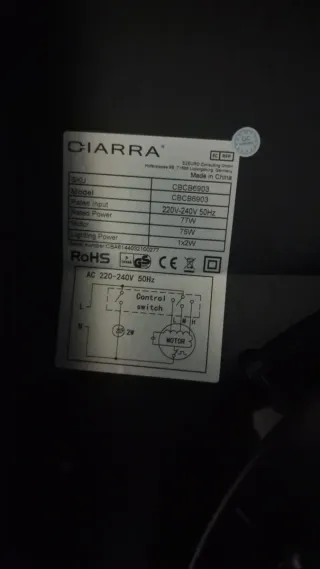 CIARRA®
Made in China
SKU CBCB6903
Model CBCB6903
Rated Input 220V-240V 50Hz
Rated Power 77W
Motor 75W
Lighting Power 1x2W
RoHS GS CE
AC 220-240V 50Hz
Control
switch
L
L M H
N
2W
MOTOR